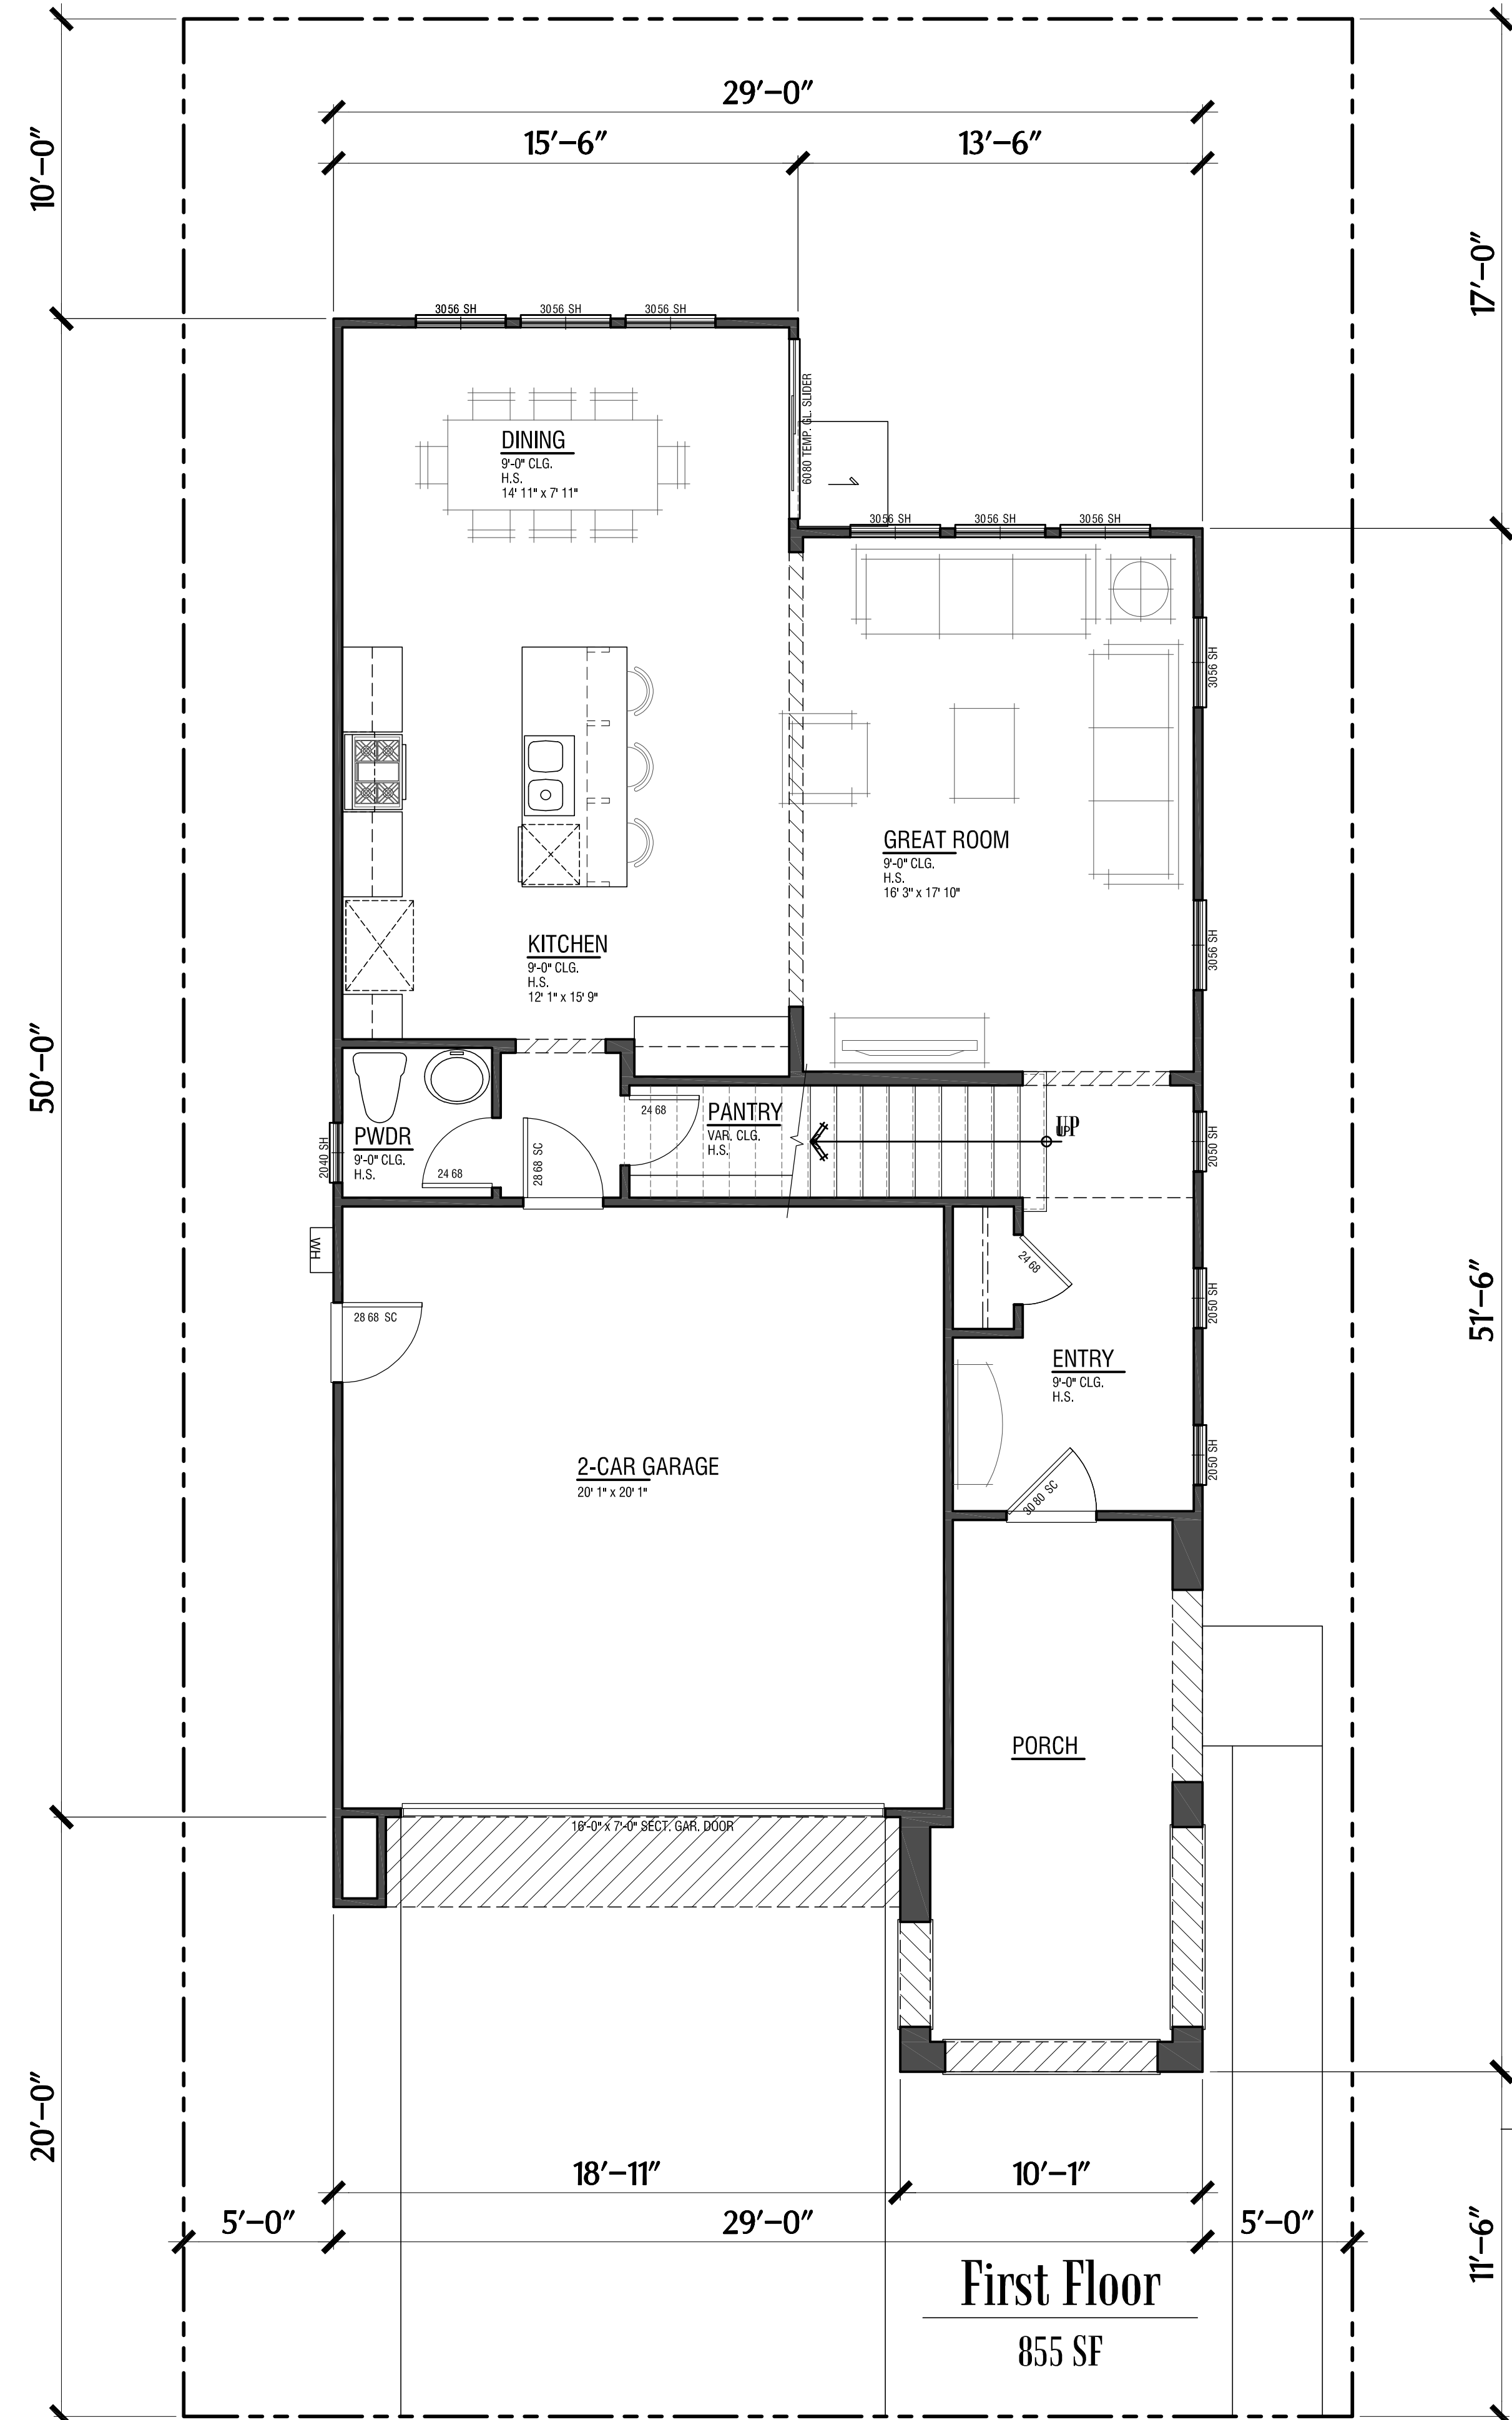 29'-0"
15'-6"
13'-6"
10'-0"
17'-0"
3056 SH
3056 SH
3056 SH
6080 TEMP. GL. SLIDER
DINING
9'-0" CLG.
H.S.
14' 11" x 7' 11"
3056 SH
3056 SH
3056 SH
3056 SH
GREAT ROOM
9'-0" CLG.
H.S.
16' 3" x 17' 10"
3056 SH
KITCHEN
9'-0" CLG.
H.S.
12' 1" x 15' 9"
50'-0"
PWDR
9'-0" CLG.
H.S.
2040 SH
24 68
28 68 SC
24 68
PANTRY
VAR. CLG.
H.S.
UP
UP
2050 SH
WH
24 68
2050 SH
28 68 SC
51'-6"
ENTRY
9'-0" CLG.
H.S.
2050 SH
30 80 SC
2-CAR GARAGE
20' 1" x 20' 1"
PORCH
16'-0" x 7'-0" SECT. GAR. DOOR
20'-0"
18'-11"
10'-1"
5'-0"
29'-0"
5'-0"
11'-6"
First Floor
855 SF